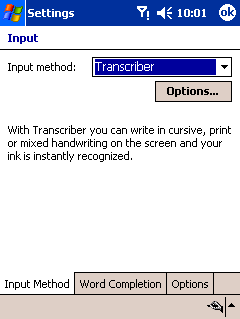 Settings 10:01 ok
Input
Input method: Transcriber
Options...
With Transcriber you can write in cursive, print
or mixed handwriting on the screen and your
ink is instantly recognized.
Input Method Word Completion Options